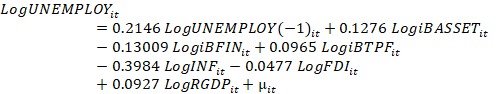 LogUNEMPLOY_it
= 0.2146 LogUNEMPLOY(−1)_it + 0.1276 LogiBASSET_it
− 0.13009 LogiBFIN_it + 0.0965 LogiBTPF_it
− 0.3984 LogINF_it − 0.0477 LogFDI_it
+ 0.0927 LogRGDP_it + μ_it